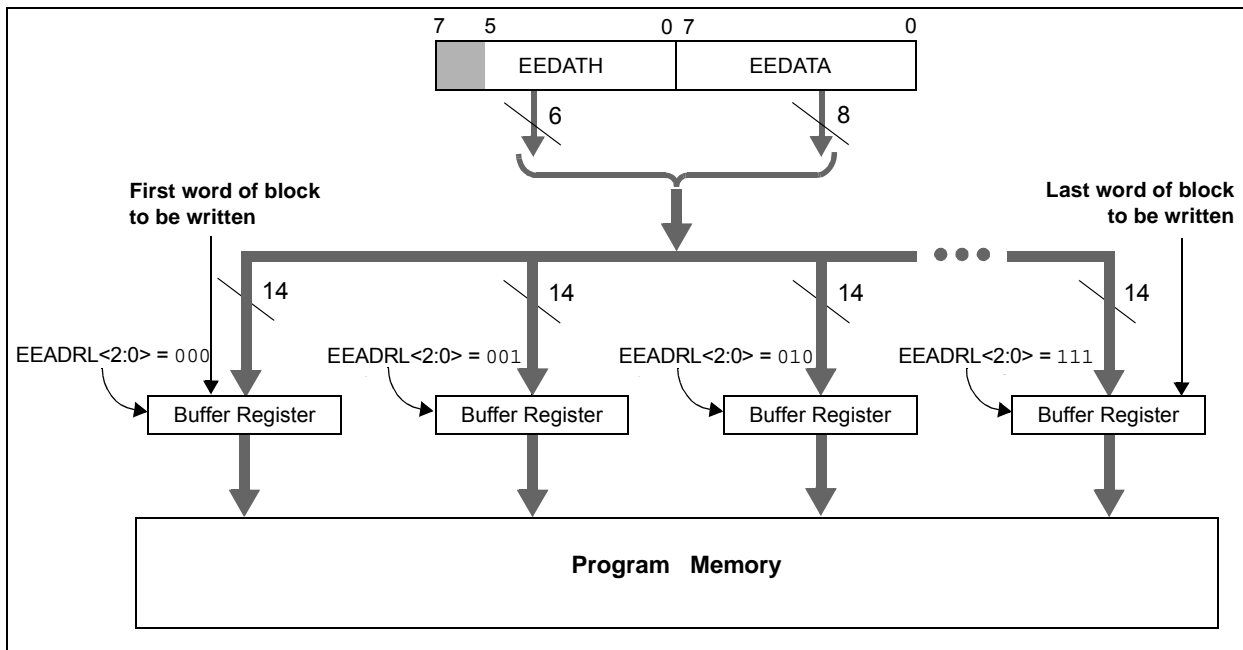 7 5 0 7 0
EEDATH EEDATA
6 8
First word of block
to be written
Last word of block
to be written
14 14 14 14
EEADRL<2:0> = 000 EEADRL<2:0> = 001 EEADRL<2:0> = 010 EEADRL<2:0> = 111
Buffer Register Buffer Register Buffer Register Buffer Register
Program Memory